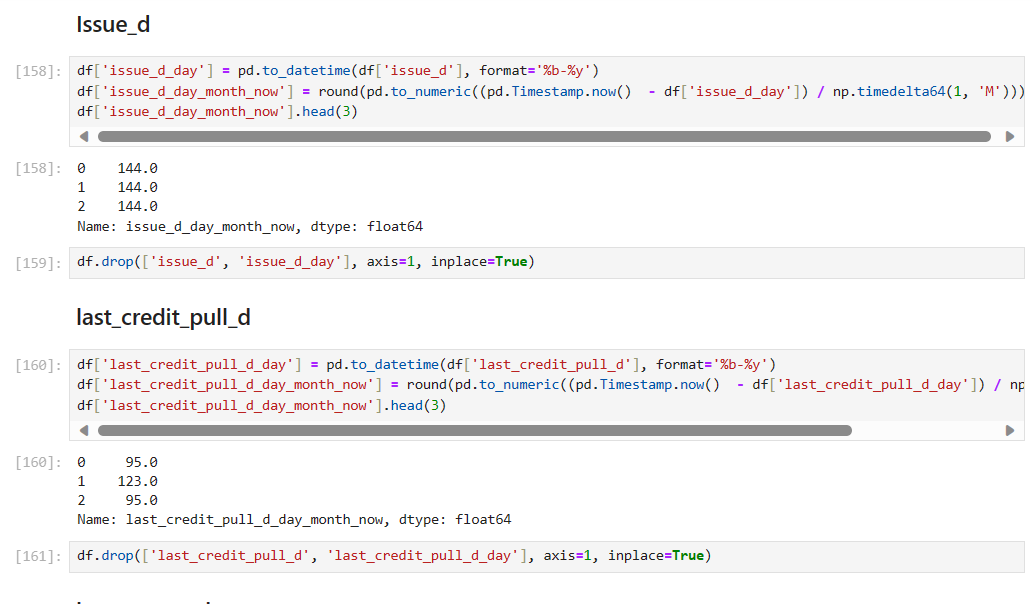 Issue_d
[158]: df['issue_d_day'] = pd.to_datetime(df['issue_d'], format='%b-%y')
df['issue_d_day_month_now'] = round(pd.to_numeric((pd.Timestamp.now()  - df['issue_d_day']) / np.timedelta64(1, 'M')))
df['issue_d_day_month_now'].head(3)
[158]: 0    144.0
1    144.0
2    144.0
Name: issue_d_day_month_now, dtype: float64
[159]: df.drop(['issue_d', 'issue_d_day'], axis=1, inplace=True)
last_credit_pull_d
[160]: df['last_credit_pull_d_day'] = pd.to_datetime(df['last_credit_pull_d'], format='%b-%y')
df['last_credit_pull_d_day_month_now'] = round(pd.to_numeric((pd.Timestamp.now()  - df['last_credit_pull_d_day']) / np
df['last_credit_pull_d_day_month_now'].head(3)
[160]: 0     95.0
1    123.0
2     95.0
Name: last_credit_pull_d_day_month_now, dtype: float64
[161]: df.drop(['last_credit_pull_d', 'last_credit_pull_d_day'], axis=1, inplace=True)